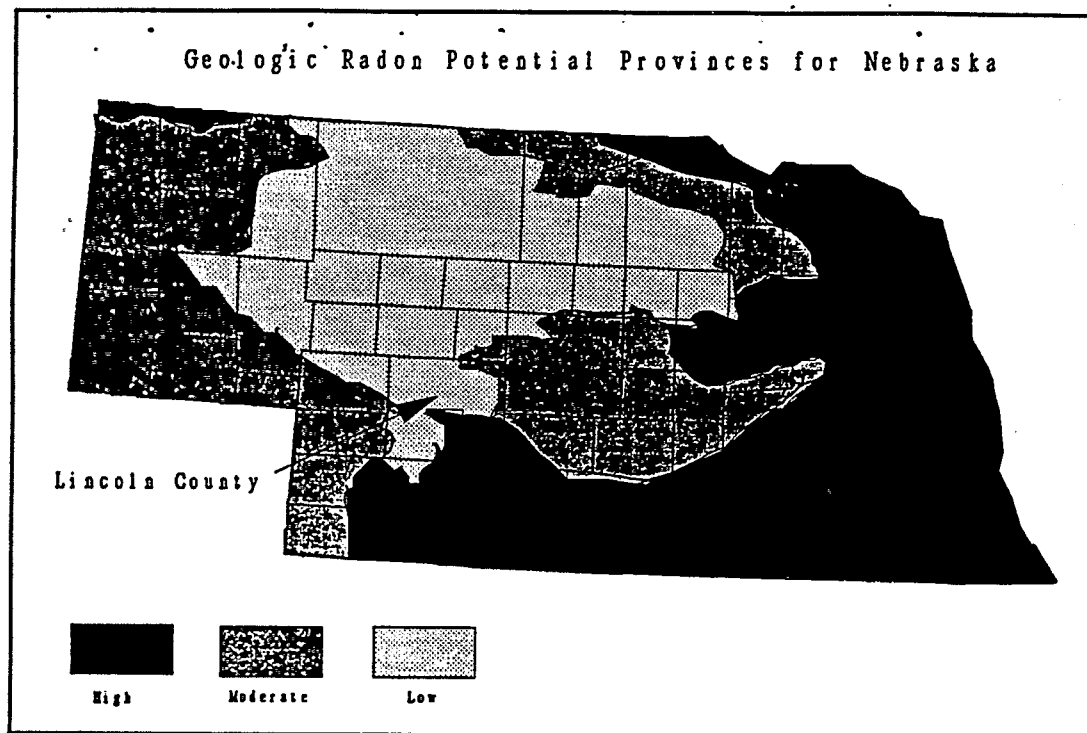 Geologic Radon Potential Provinces for Nebraska
Lincoln County
High
Moderate
Low